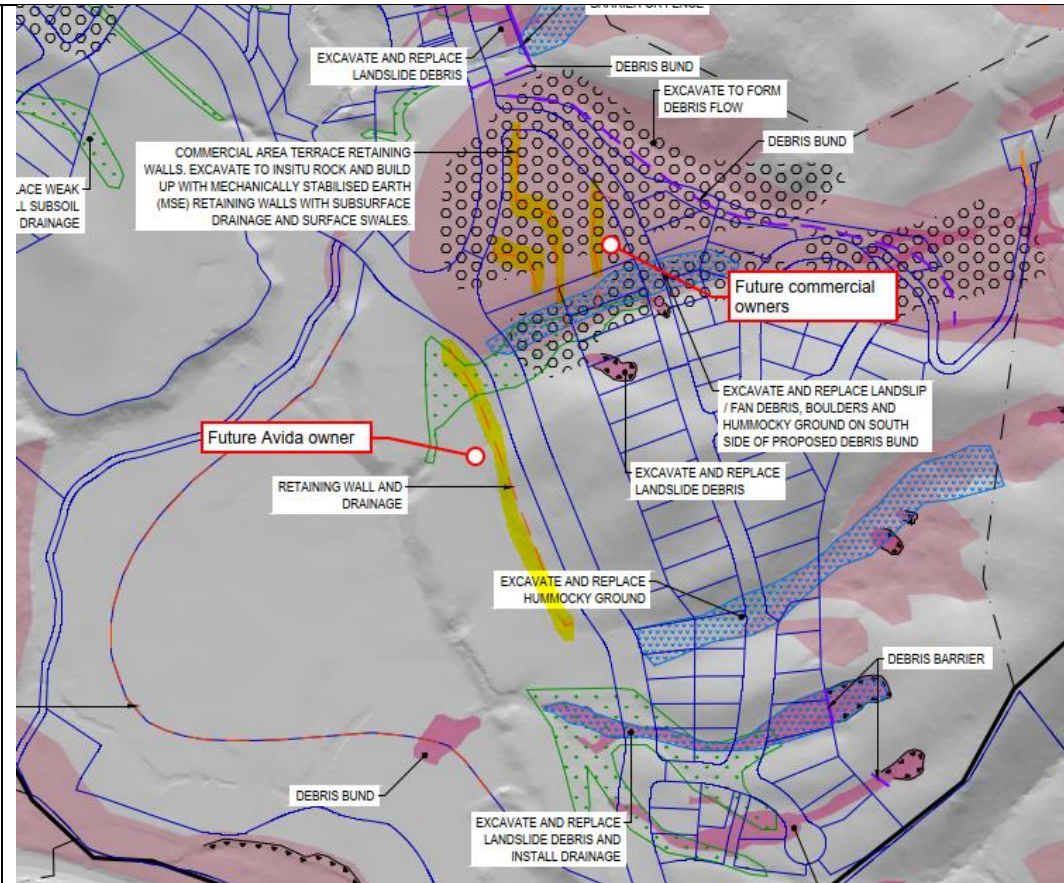 BARRIER OR FENCE
EXCAVATE AND REPLACE
LANDSLIDE DEBRIS
DEBRIS BUND
EXCAVATE TO FORM
DEBRIS FLOW
DEBRIS BUND
COMMERCIAL AREA TERRACE RETAINING
WALLS. EXCAVATE TO INSITU ROCK AND BUILD
UP WITH MECHANICALLY STABILISED EARTH
(MSE) RETAINING WALLS WITH SUBSURFACE
DRAINAGE AND SURFACE SWALES.
LACE WEAK
LL SUBSOIL
DRAINAGE
Future commercial
owners
EXCAVATE AND REPLACE LANDSLIP
/ FAN DEBRIS, BOULDERS AND
HUMMOCKY GROUND ON SOUTH
SIDE OF PROPOSED DEBRIS BUND
Future Avida owner
EXCAVATE AND REPLACE
LANDSLIDE DEBRIS
RETAINING WALL AND
DRAINAGE
EXCAVATE AND REPLACE
HUMMOCKY GROUND
DEBRIS BARRIER
DEBRIS BUND
EXCAVATE AND REPLACE
LANDSLIDE DEBRIS AND
INSTALL DRAINAGE